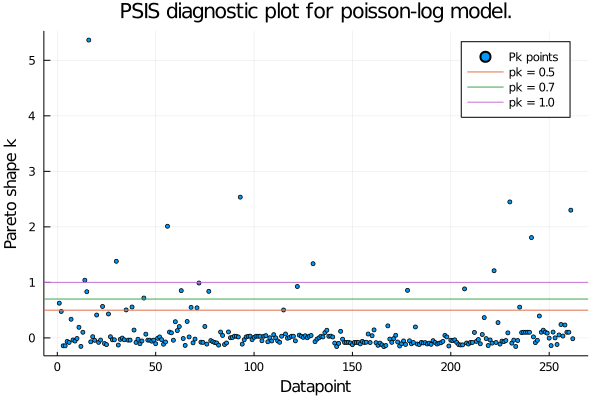 PSIS diagnostic plot for poisson-log model.
Pareto shape k
5
4
3
2
1
0
Pk points
pk = 0.5
pk = 0.7
pk = 1.0
0 50 100 150 200 250
Datapoint